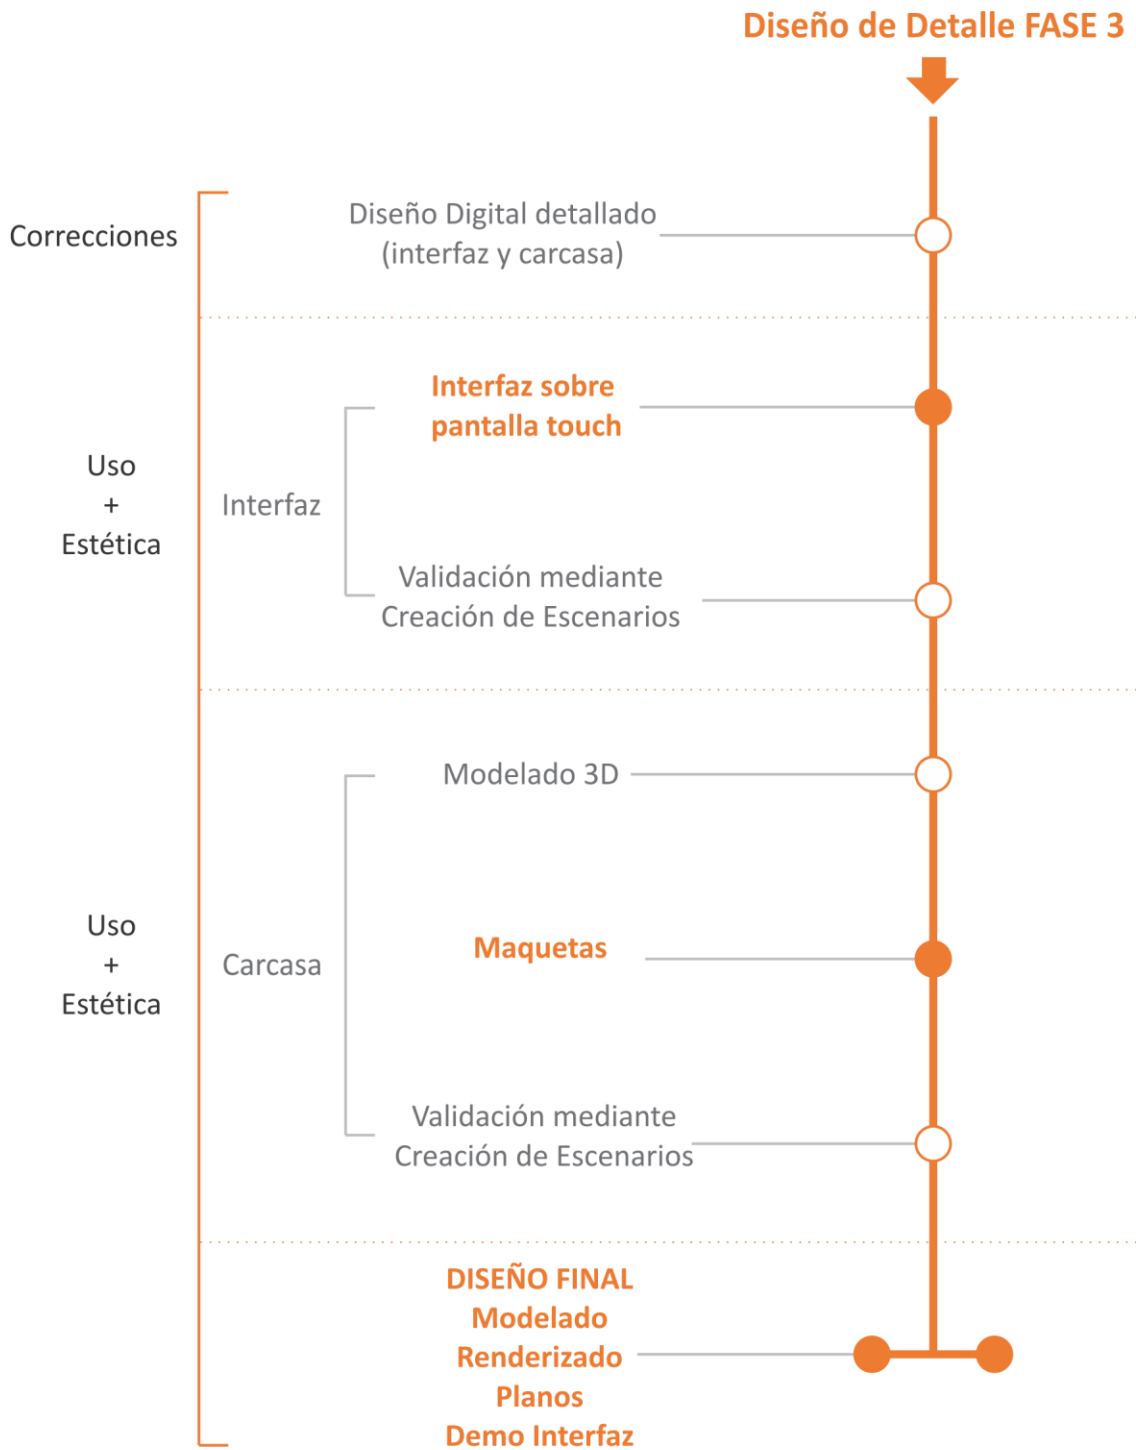 Diseño de Detalle FASE 3
Correcciones
Diseño Digital detallado
(interfaz y carcasa)
Uso
+
Estética
Interfaz
Interfaz sobre
pantalla touch
Validación mediante
Creación de Escenarios
Uso
+
Estética
Carcasa
Modelado 3D
Maquetas
Validación mediante
Creación de Escenarios
DISEÑO FINAL
Modelado
Renderizado
Planos
Demo Interfaz